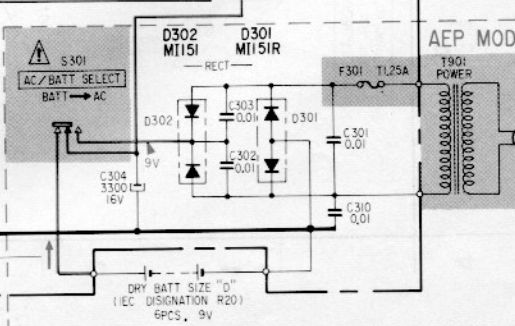 D302 D301
MI151 MI151R
RECT
AEP MOD
S301
AC/BATT SELECT
BATT → AC
F301 T1.25A
T901
POWER
D302
C303
0.01
D301
C301
0.01
C302
0.01
9V
C304
3300
16V
C310
0.01
DRY BATT SIZE "D"
(IEC DISIGNATION R20)
6PCS, 9V